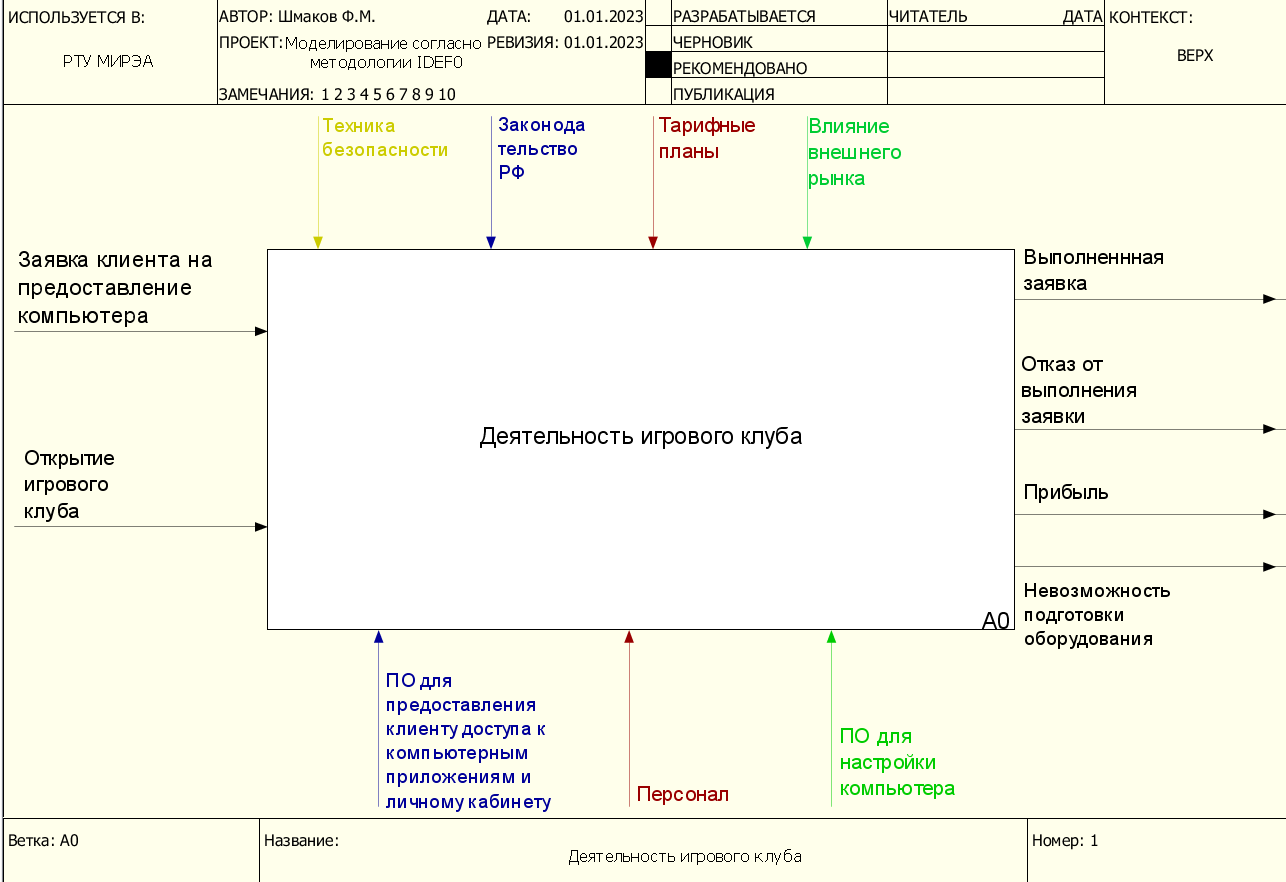 ИСПОЛЬЗУЕТСЯ В:
РТУ МИРЭА
АВТОР: Шмаков Ф.М.
ДАТА: 01.01.2023
ПРОЕКТ: Моделирование согласно
методологии IDEF0
РЕВИЗИЯ: 01.01.2023
ЗАМЕЧАНИЯ: 1 2 3 4 5 6 7 8 9 10
РАЗРАБАТЫВАЕТСЯ
ЧЕРНОВИК
РЕКОМЕНДОВАНО
ПУБЛИКАЦИЯ
ЧИТАТЕЛЬ
ДАТА
КОНТЕКСТ:
ВЕРХ
Техника
безопасности
Законода
тельство
РФ
Тарифные
планы
Влияние
внешнего
рынка
Заявка клиента на
предоставление
компьютера
Открытие
игрового
клуба
Деятельность игрового клуба
A0
Выполненнная
заявка
Отказ от
выполнения
заявки
Прибыль
Невозможность
подготовки
оборудования
ПО для
предоставления
клиенту доступа к
компьютерным
приложениям и
личному кабинету
Персонал
ПО для
настройки
компьютера
Ветка: A0
Название:
Деятельность игрового клуба
Номер: 1